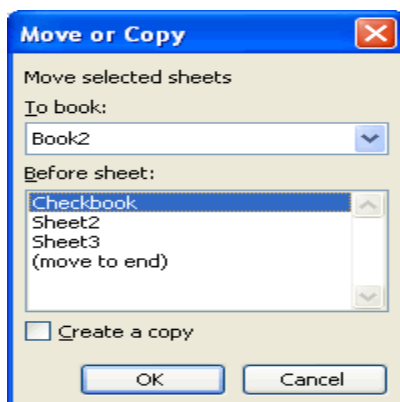 Move or Copy
Move selected sheets
To book:
Book2
Before sheet:
Checkbook
Sheet2
Sheet3
(move to end)
Create a copy
OK Cancel